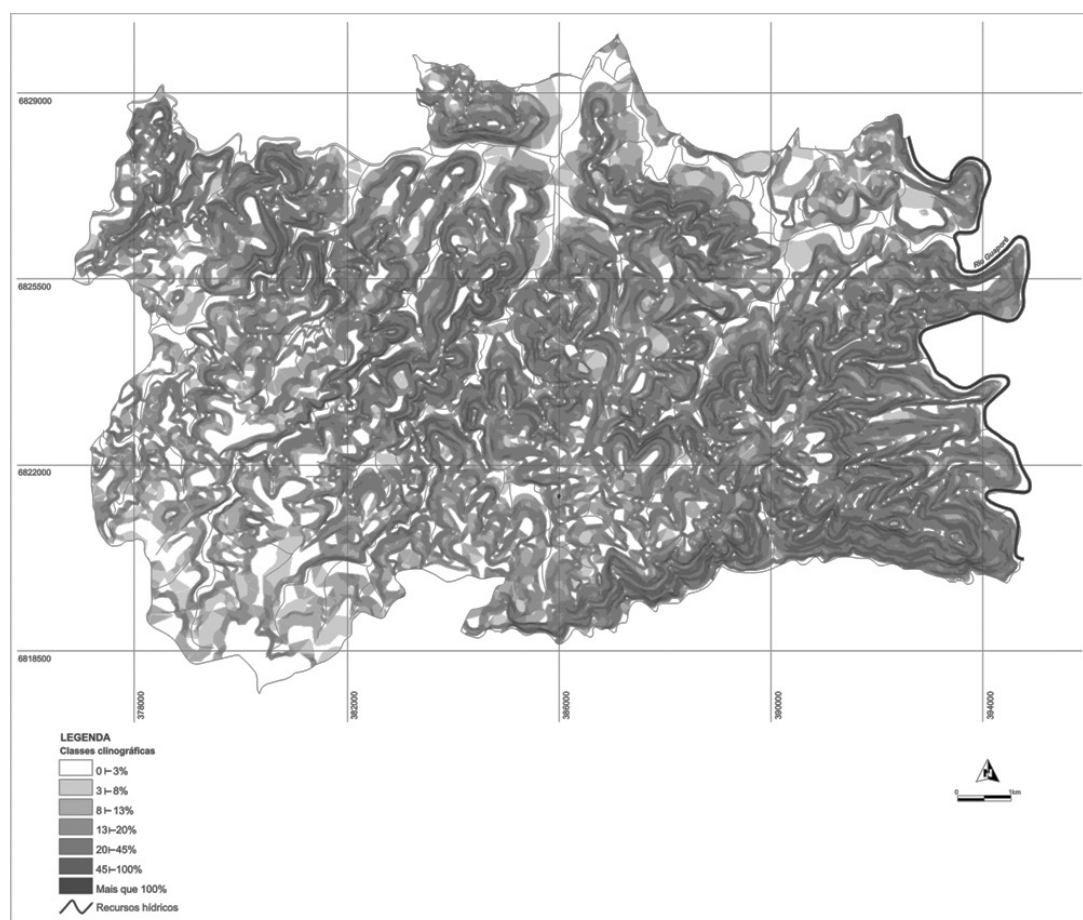 6829000
Rio Guaporé
6825500
6822000
6818500
378000
382000
386000
390000
394000
LEGENDA
Classes clinográficas
0⊢3%
3⊢8%
8⊢13%
13⊢20%
20⊢45%
45⊢100%
Mais que 100%
Recursos hídricos
N
0 1km